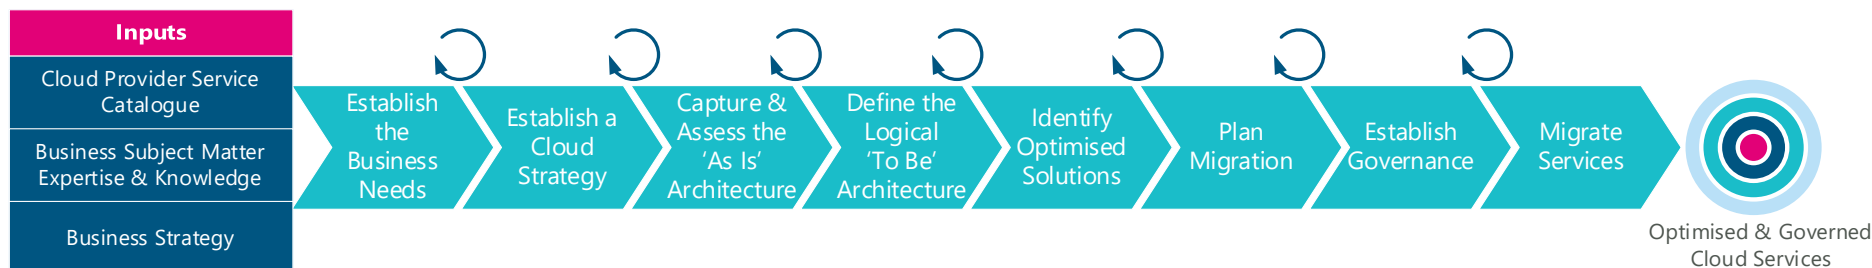 Inputs
Cloud Provider Service
Catalogue
Business Subject Matter
Expertise & Knowledge
Business Strategy
Establish
the
Business
Needs
Establish a
Cloud
Strategy
Capture &
Assess the
‘As Is’
Architecture
Define the
Logical
‘To Be’
Architecture
Identify
Optimised
Solutions
Plan
Migration
Establish
Governance
Migrate
Services
Optimised & Governed
Cloud Services